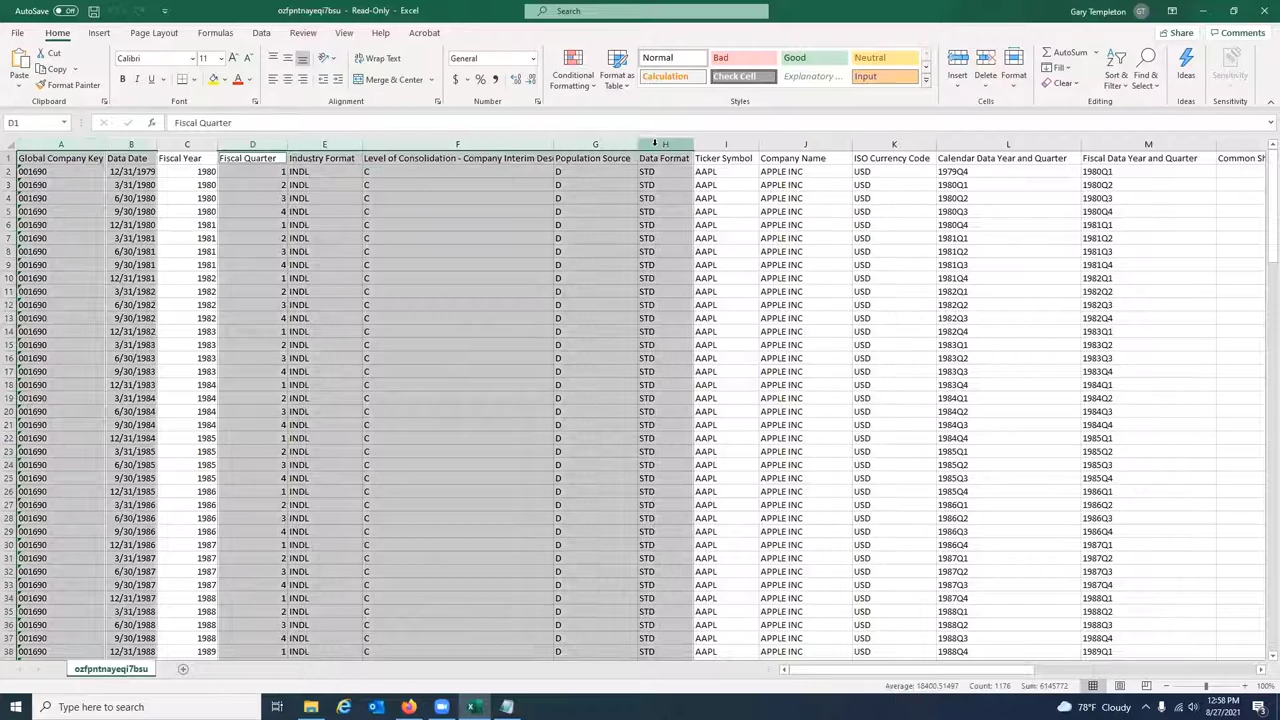 AutoSave Off ozfpntnayeqi7bsu - Read-Only - Excel Search Gary Templeton GT
File Home Insert Page Layout Formulas Data Review View Help Acrobat Share Comments
Paste Cut Copy Format Painter Clipboard
Calibri 11 B I U A Font
Wrap Text Merge & Center Alignment
General $ % Number
Conditional Formatting Format as Table Normal Bad Good Neutral Calculation Check Cell Explanatory ... Input Styles
Insert Delete Format Cells
AutoSum Fill Clear Sort & Filter Find & Select Editing
Ideas Ideas
Sensitivity Sensitivity
D1 fx Fiscal Quarter
A B C D E F G H I J K L M
1 Global Company Key Data Date Fiscal Year Fiscal Quarter Industry Format Level of Consolidation - Company Interim Des Population Source Data Format Ticker Symbol Company Name ISO Currency Code Calendar Data Year and Quarter Fiscal Data Year and Quarter Common Sh
2 001690 12/31/1979 1980 1 INDL C D STD AAPL APPLE INC USD 1979Q4 1980Q1
3 001690 3/31/1980 1980 2 INDL C D STD AAPL APPLE INC USD 1980Q1 1980Q2
4 001690 6/30/1980 1980 3 INDL C D STD AAPL APPLE INC USD 1980Q2 1980Q3
5 001690 9/30/1980 1980 4 INDL C D STD AAPL APPLE INC USD 1980Q3 1980Q4
6 001690 12/31/1980 1981 1 INDL C D STD AAPL APPLE INC USD 1980Q4 1981Q1
7 001690 3/31/1981 1981 2 INDL C D STD AAPL APPLE INC USD 1981Q1 1981Q2
8 001690 6/30/1981 1981 3 INDL C D STD AAPL APPLE INC USD 1981Q2 1981Q3
9 001690 9/30/1981 1981 4 INDL C D STD AAPL APPLE INC USD 1981Q3 1981Q4
10 001690 12/31/1981 1982 1 INDL C D STD AAPL APPLE INC USD 1981Q4 1982Q1
11 001690 3/31/1982 1982 2 INDL C D STD AAPL APPLE INC USD 1982Q1 1982Q2
12 001690 6/30/1982 1982 3 INDL C D STD AAPL APPLE INC USD 1982Q2 1982Q3
13 001690 9/30/1982 1982 4 INDL C D STD AAPL APPLE INC USD 1982Q3 1982Q4
14 001690 12/31/1982 1983 1 INDL C D STD AAPL APPLE INC USD 1982Q4 1983Q1
15 001690 3/31/1983 1983 2 INDL C D STD AAPL APPLE INC USD 1983Q1 1983Q2
16 001690 6/30/1983 1983 3 INDL C D STD AAPL APPLE INC USD 1983Q2 1983Q3
17 001690 9/30/1983 1983 4 INDL C D STD AAPL APPLE INC USD 1983Q3 1983Q4
18 001690 12/31/1983 1984 1 INDL C D STD AAPL APPLE INC USD 1983Q4 1984Q1
19 001690 3/31/1984 1984 2 INDL C D STD AAPL APPLE INC USD 1984Q1 1984Q2
20 001690 6/30/1984 1984 3 INDL C D STD AAPL APPLE INC USD 1984Q2 1984Q3
21 001690 9/30/1984 1984 4 INDL C D STD AAPL APPLE INC USD 1984Q3 1984Q4
22 001690 12/31/1984 1985 1 INDL C D STD AAPL APPLE INC USD 1984Q4 1985Q1
23 001690 3/31/1985 1985 2 INDL C D STD AAPL APPLE INC USD 1985Q1 1985Q2
24 001690 6/30/1985 1985 3 INDL C D STD AAPL APPLE INC USD 1985Q2 1985Q3
25 001690 9/30/1985 1985 4 INDL C D STD AAPL APPLE INC USD 1985Q3 1985Q4
26 001690 12/31/1985 1986 1 INDL C D STD AAPL APPLE INC USD 1985Q4 1986Q1
27 001690 3/31/1986 1986 2 INDL C D STD AAPL APPLE INC USD 1986Q1 1986Q2
28 001690 6/30/1986 1986 3 INDL C D STD AAPL APPLE INC USD 1986Q2 1986Q3
29 001690 9/30/1986 1986 4 INDL C D STD AAPL APPLE INC USD 1986Q3 1986Q4
30 001690 12/31/1986 1987 1 INDL C D STD AAPL APPLE INC USD 1986Q4 1987Q1
31 001690 3/31/1987 1987 2 INDL C D STD AAPL APPLE INC USD 1987Q1 1987Q2
32 001690 6/30/1987 1987 3 INDL C D STD AAPL APPLE INC USD 1987Q2 1987Q3
33 001690 9/30/1987 1987 4 INDL C D STD AAPL APPLE INC USD 1987Q3 1987Q4
34 001690 12/31/1987 1988 1 INDL C D STD AAPL APPLE INC USD 1987Q4 1988Q1
35 001690 3/31/1988 1988 2 INDL C D STD AAPL APPLE INC USD 1988Q1 1988Q2
36 001690 6/30/1988 1988 3 INDL C D STD AAPL APPLE INC USD 1988Q2 1988Q3
37 001690 9/30/1988 1988 4 INDL C D STD AAPL APPLE INC USD 1988Q3 1988Q4
38 001690 12/31/1988 1989 1 INDL C D STD AAPL APPLE INC USD 1988Q4 1989Q1
ozfpntnayeqi7bsu
Average: 18400.51497 Count: 1176 Sum: 6145772 100%
Type here to search 78°F Cloudy 12:58 PM
8/27/2021 3